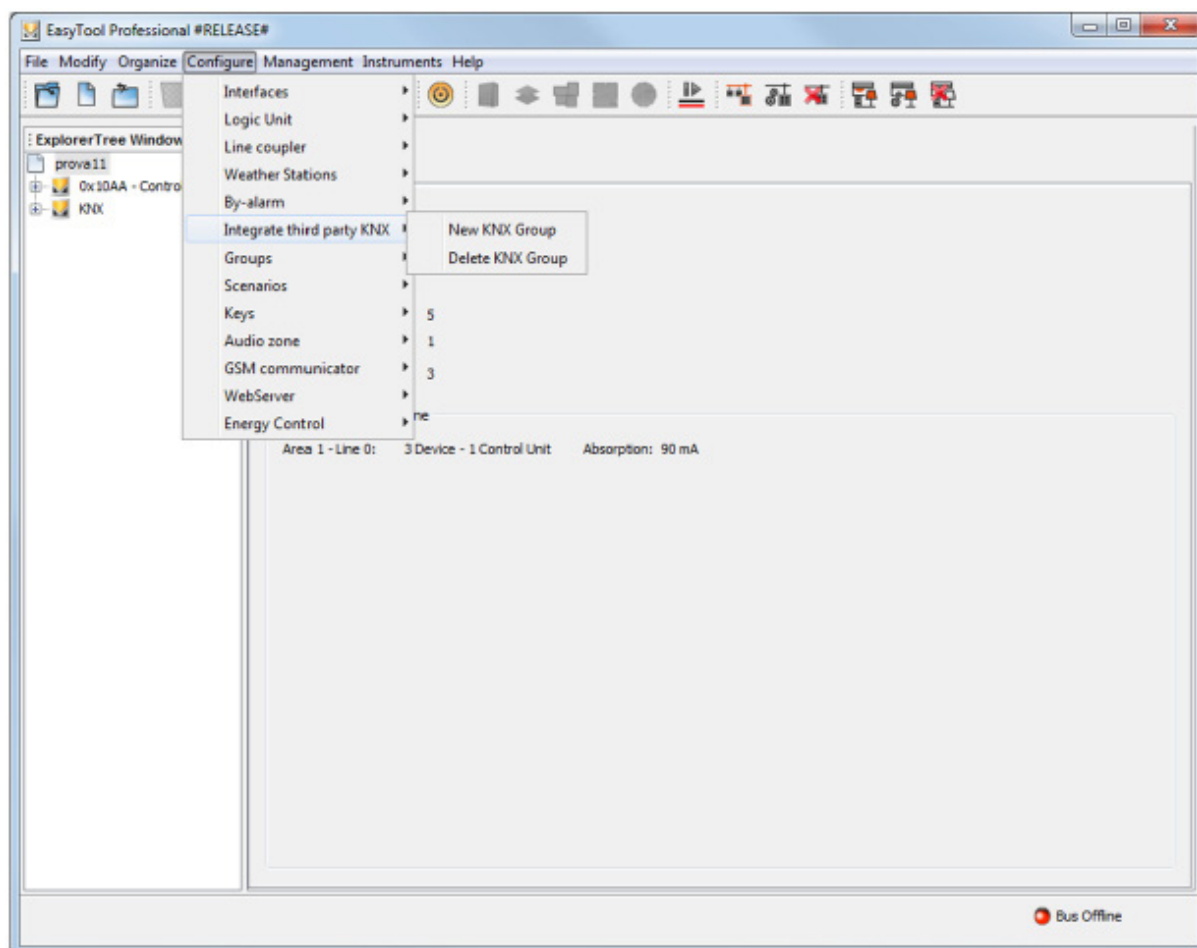 EasyTool Professional #RELEASE#
File Modify Organize Configure Management Instruments Help
Interfaces
Logic Unit
Line coupler
Weather Stations
By-alarm
Integrate third party KNX
Groups
Scenarios
Keys
Audio zone
GSM communicator
WebServer
Energy Control
New KNX Group
Delete KNX Group
ExplorerTree Window
prova11
0x10AA - Contro
KNX
5
1
3
ne
Area 1 - Line 0: 3 Device - 1 Control Unit Absorption: 90 mA
Bus Offline